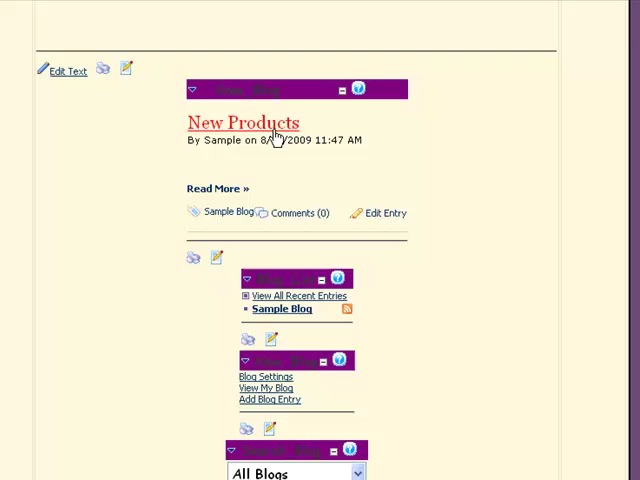 Edit Text
New Products
By Sample on 8/ /2009 11:47 AM
Read More »
Sample Blog Comments (0) Edit Entry
View All Recent Entries
Sample Blog
Blog Settings
View My Blog
Add Blog Entry
All Blogs